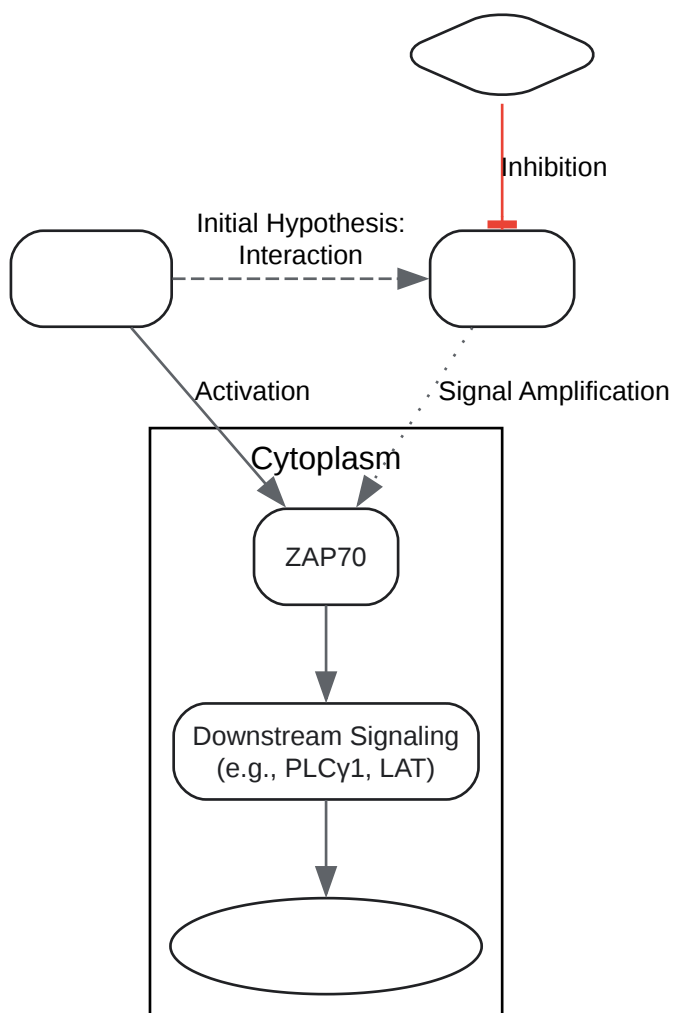 Inhibition
Initial Hypothesis:
Interaction
Activation
Signal Amplification
Cytoplasm
ZAP70
Downstream Signaling
(e.g., PLCγ1, LAT)